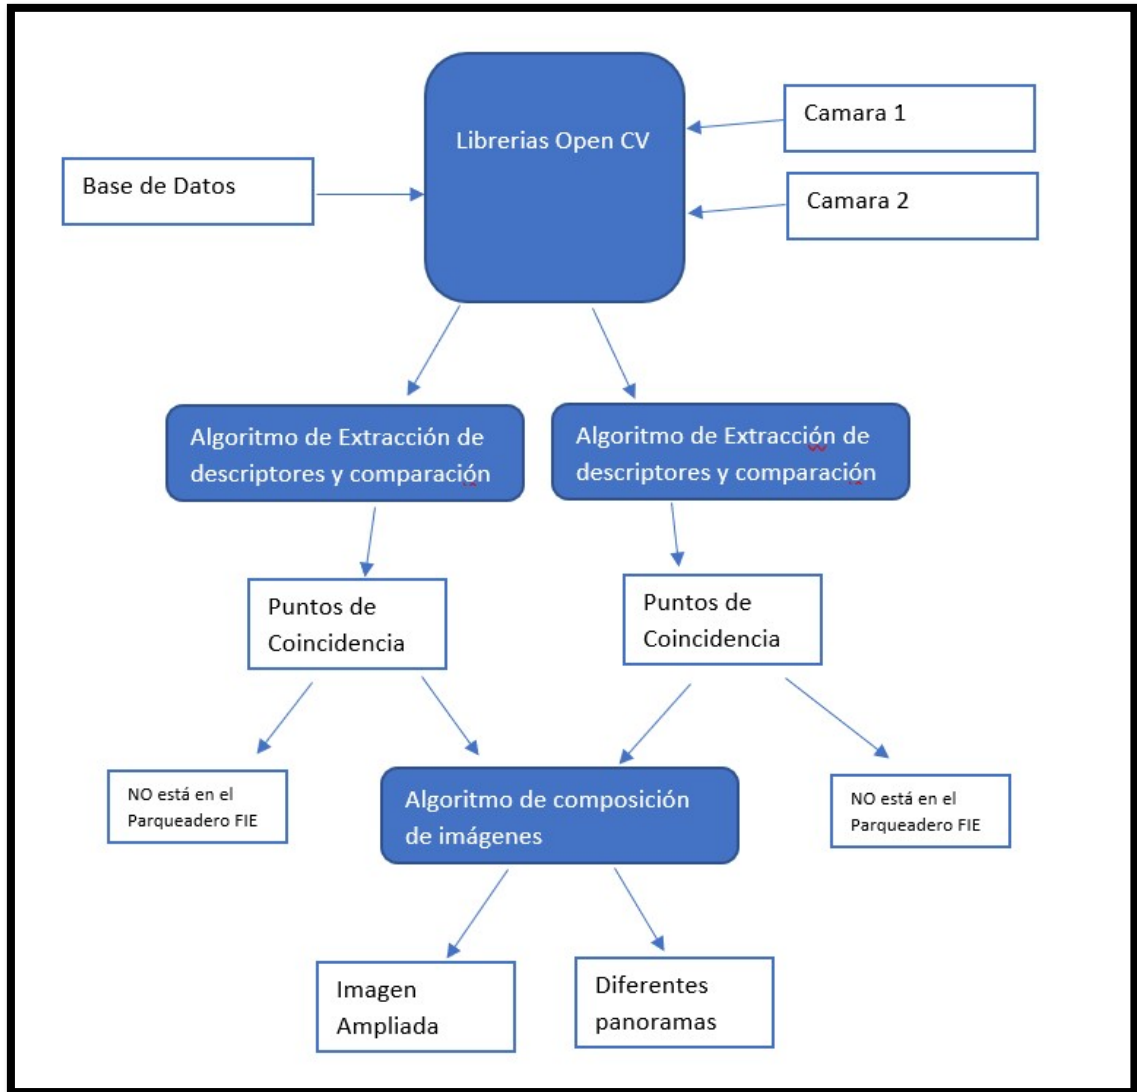 Librerias Open CV
Camara 1
Base de Datos
Camara 2
Algoritmo de Extracción de
descriptores y comparación
Algoritmo de Extracción de
descriptores y comparación
Puntos de
Coincidencia
Puntos de
Coincidencia
NO está en el
Parqueadero FIE
Algoritmo de composición
de imágenes
NO está en el
Parqueadero FIE
Imagen
Ampliada
Diferentes
panoramas